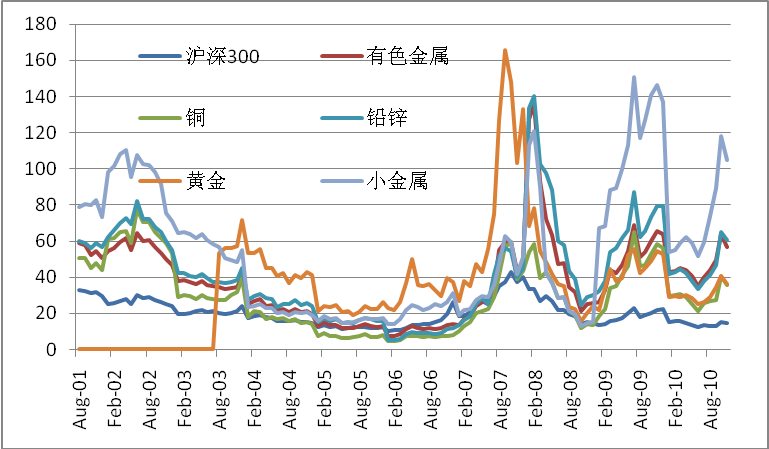 180
160
140
120
100
80
60
40
20
0
沪深300 有色金属
铜 铅锌
黄金 小金属
Aug-01 Feb-02 Aug-02 Feb-03 Aug-03 Feb-04 Aug-04 Feb-05 Aug-05 Feb-06 Aug-06 Feb-07 Aug-07 Feb-08 Aug-08 Feb-09 Aug-09 Feb-10 Aug-10